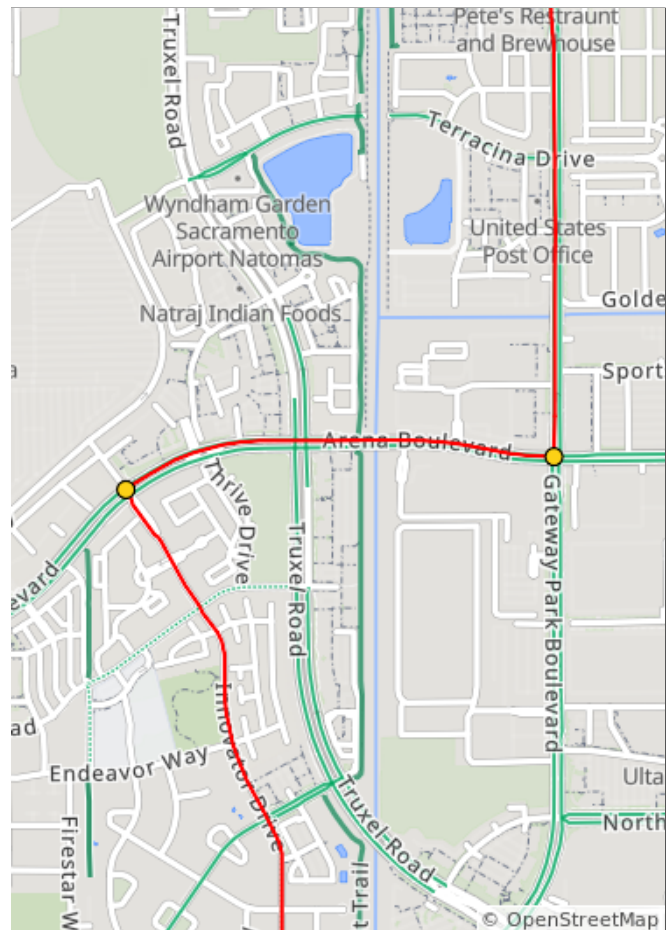 Pete's Restraunt
and Brewhouse
Truxel Road
Terracina Drive
Wyndham Garden
Sacramento
Airport Natomas
United States
Post Office
Golde
Natraj Indian Foods
Sport
a
Arena Boulevard
Thrive Drive
Gateway Park Boulevard
Truxel Road
evard
Innovator Drive
ad
Endeavor Way
Ulta
Truxel Road
North
Firestar W
t Trail
© OpenStreetMap